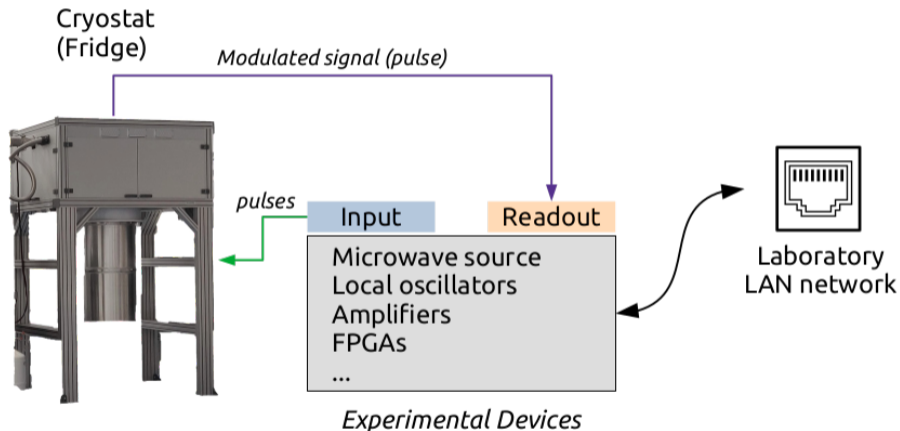 Cryostat
(Fridge)
Modulated signal (pulse)
pulses
Input
Readout
Microwave source
Local oscillators
Amplifiers
FPGAs
...
Experimental Devices
Laboratory
LAN network